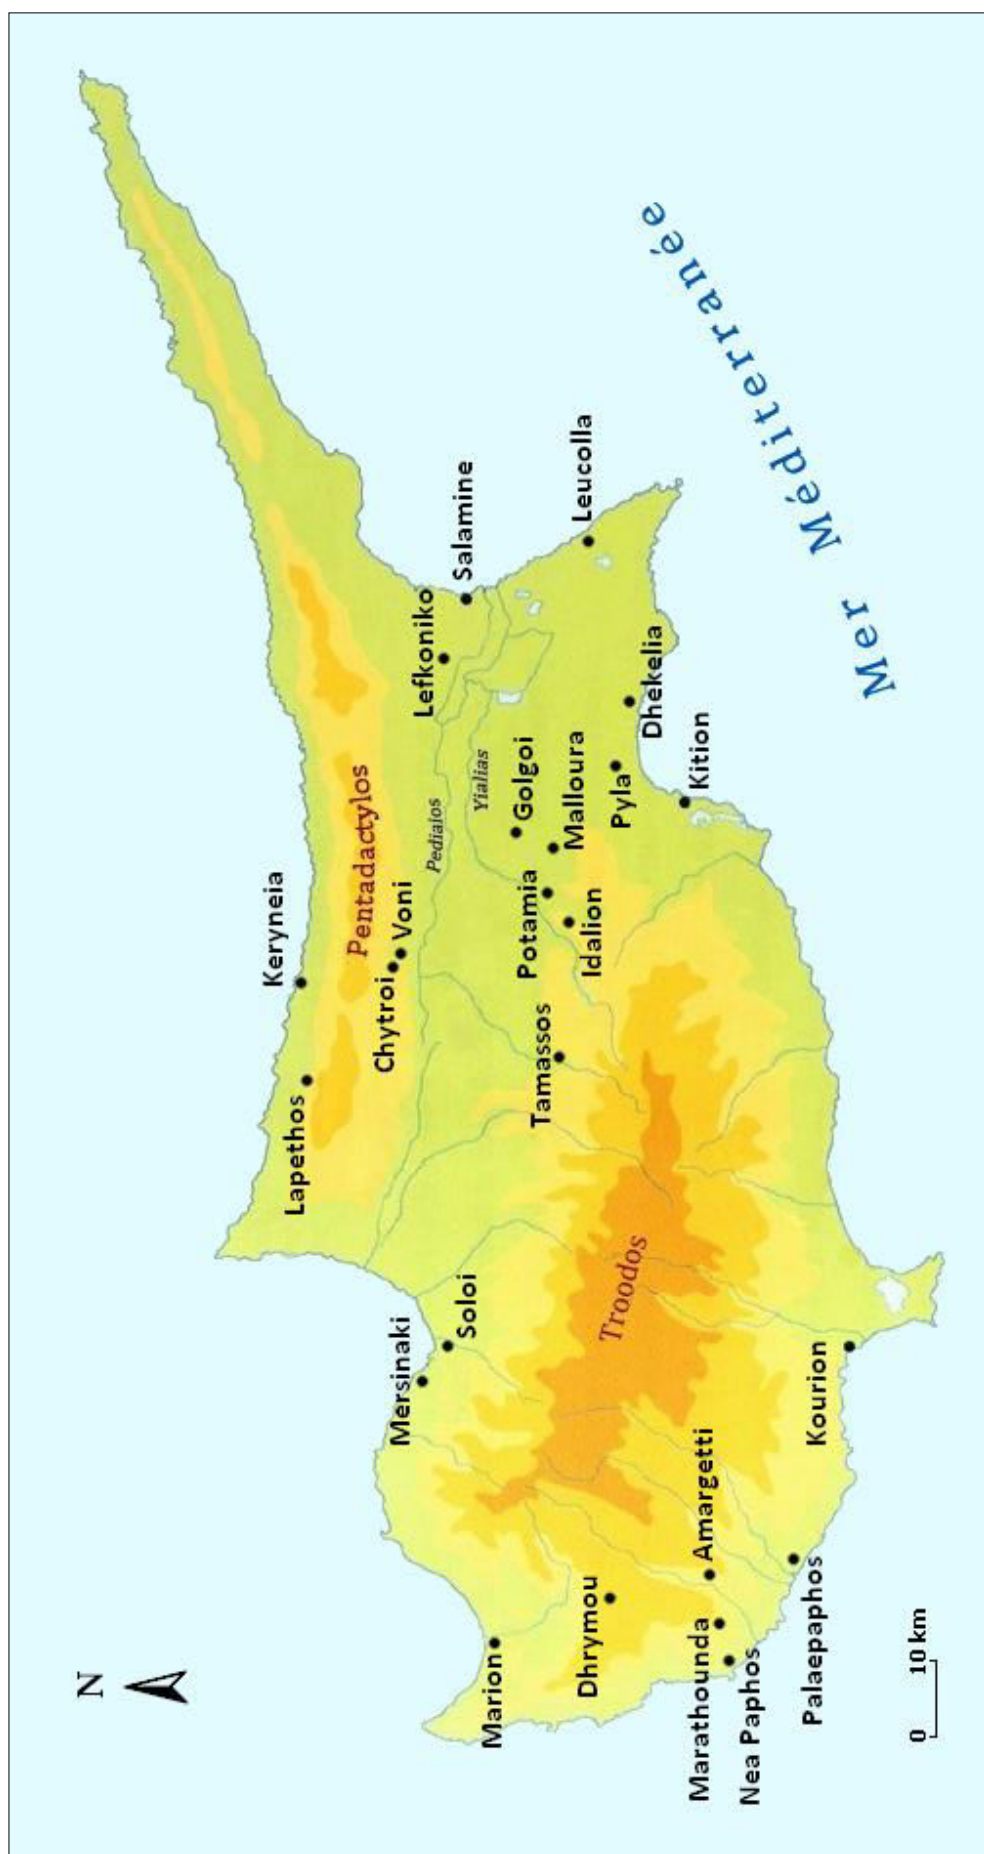 N
Keryneia
Lapethos
Pentadactylos
Chytroi
Voni
Lefkoniko
Salamine
Pedialos
Yialias
Mersinaki
Soloi
Leucolla
Golgoi
Malloura
Potamia
Idalion
Tamassos
Marion
Pyla
Dhekelia
Kition
Troodos
Dhrymou
Amargetti
Marathounda
Nea Paphos
Palaepaphos
Kourion
Mer Méditerranée
0 10 km